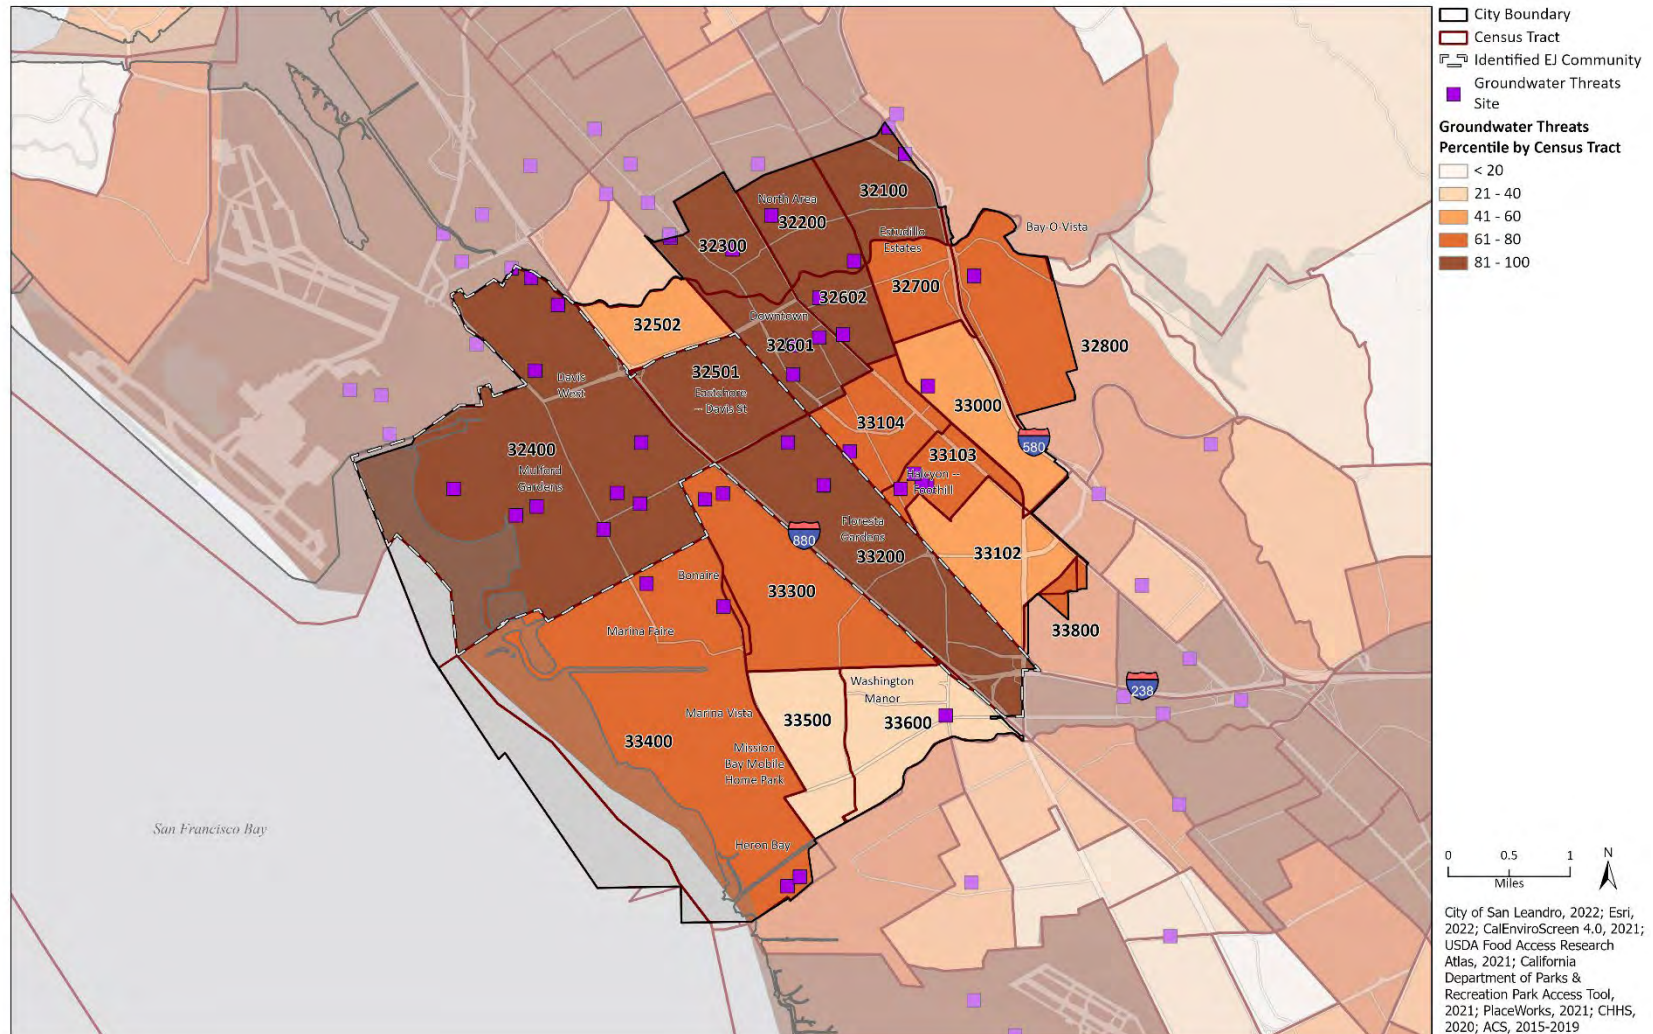 City Boundary
Census Tract
Identified EJ Community
Groundwater Threats
Site
Groundwater Threats
Percentile by Census Tract
< 20
21 - 40
41 - 60
61 - 80
81 - 100
32100
North Area
32200
Bay-O-Vista
Estudillo
Estates
32300
32700
32602
Downtown
32502
32601
32800
32501
Davis
West
Eastshore
-- Davis St
33000
33104
580
32400
33103
Mulford
Gardens
Halcyon --
Foothill
Floresta
Gardens
880
33200
33102
Bonaire
33300
Marina Faire
33800
Washington
Manor
238
Marina Vista
33500
33600
33400
Mission
Bay Mobile
Home Park
San Francisco Bay
Heron Bay
0 0.5 1
Miles
N
City of San Leandro, 2022; Esri,
2022; CalEnviroScreen 4.0, 2021;
USDA Food Access Research
Atlas, 2021; California
Department of Parks &
Recreation Park Access Tool,
2021; PlaceWorks, 2021; CHHS,
2020; ACS, 2015-2019